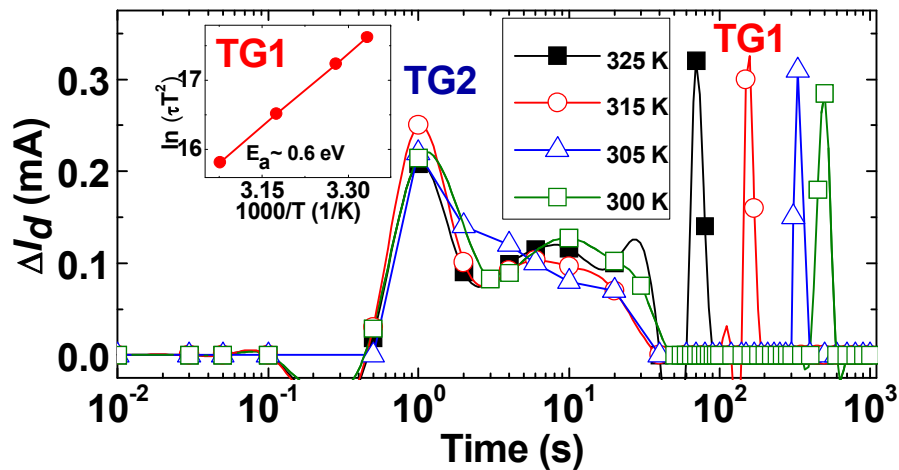 TG1
TG2
TG1
325 K
315 K
305 K
300 K
ln (τT²)
17
16
Eₐ~ 0.6 eV
3.15 3.30
1000/T (1/K)
ΔI_d (mA)
0.3
0.2
0.1
0.0
10⁻² 10⁻¹ 10⁰ 10¹ 10² 10³
Time (s)